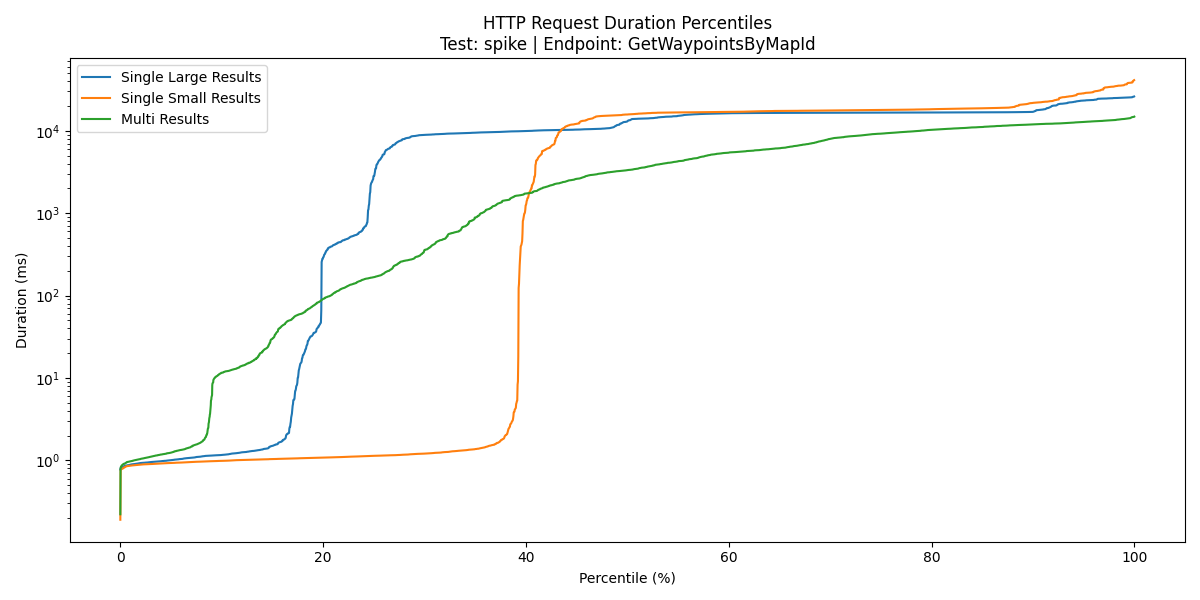 HTTP Request Duration Percentiles
Test: spike | Endpoint: GetWaypointsByMapId
Single Large Results
Single Small Results
Multi Results
Duration (ms)
10^4
10^3
10^2
10^1
10^0
0 20 40 60 80 100
Percentile (%)